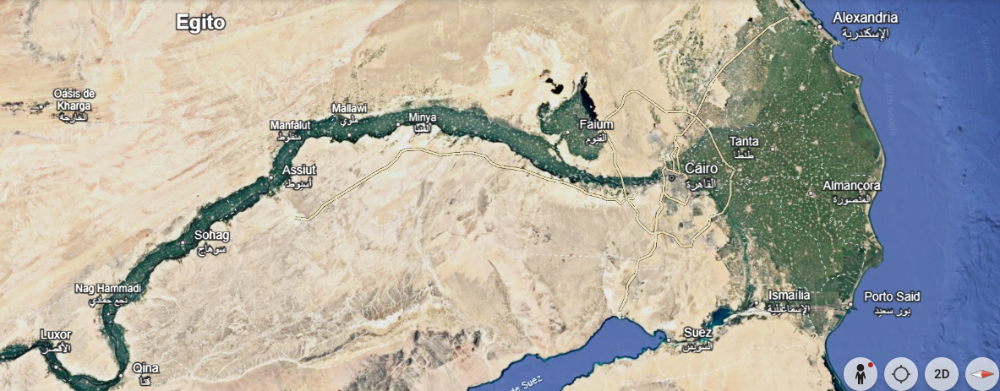 Egito
Alexandria
الإسكندرية
Oásis de
Kharga
الخارجة
Mallawi
ملوي
Minya
المنيا
Manfalut
منفلوط
Faium
الفيوم
Tanta
طنطا
Assiut
أسيوط
Cairo
القاهرة
Almançora
المنصورة
Sohag
سوهاج
Nag Hammadi
نجع حمادي
Ismaília
الإسماعيلية
Porto Said
بور سعيد
Luxor
الأقصر
Suez
السويس
Qina
قنا
de Suez
2D